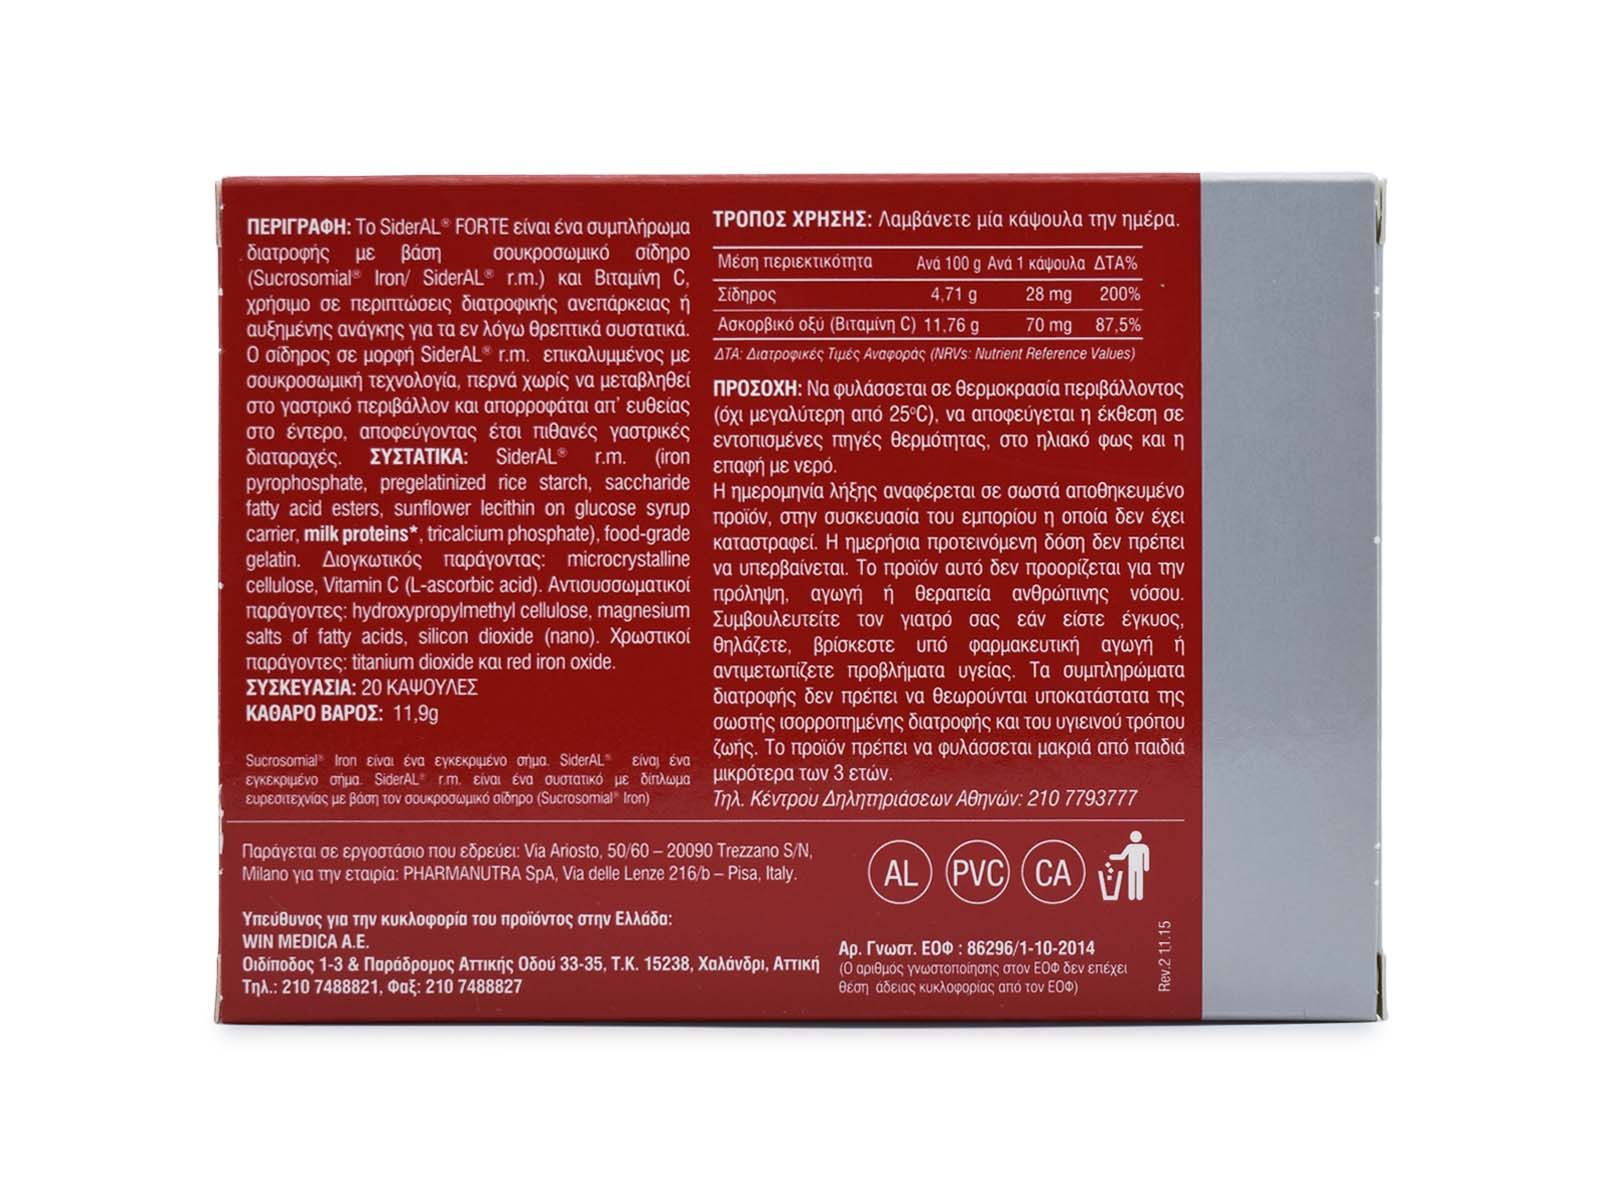 ΠΕΡΙΓΡΑΦΗ: Το SiderAL® FORTE είναι ένα συμπλήρωμα
διατροφής με βάση σουκροσωμικό σίδηρο
(Sucrosomial® Iron/ SiderAL® r.m.) και Βιταμίνη C,
χρήσιμο σε περιπτώσεις διατροφικής ανεπάρκειας ή
αυξημένης ανάγκης για τα εν λόγω θρεπτικά συστατικά.
Ο σίδηρος σε μορφή SiderAL® r.m. επικαλυμμένος με
σουκροσωμική τεχνολογία, περνά χωρίς να μεταβληθεί
στο γαστρικό περιβάλλον και απορροφάται απ’ ευθείας
στο έντερο, αποφεύγοντας έτσι πιθανές γαστρικές
διαταραχές. ΣΥΣΤΑΤΙΚΑ: SiderAL® r.m. (iron
pyrophosphate, pregelatinized rice starch, saccharide
fatty acid esters, sunflower lecithin on glucose syrup
carrier, milk proteins*, tricalcium phosphate), food-grade
gelatin. Διογκωτικός παράγοντας: microcrystalline
cellulose, Vitamin C (L-ascorbic acid). Αντισυσσωματικοί
παράγοντες: hydroxypropylmethyl cellulose, magnesium
salts of fatty acids, silicon dioxide (nano). Χρωστικοί
παράγοντες: titanium dioxide και red iron oxide.
ΣΥΣΚΕΥΑΣΙΑ: 20 ΚΑΨΟΥΛΕΣ
ΚΑΘΑΡΟ ΒΑΡΟΣ: 11,9g
Sucrosomial® Iron είναι ένα εγκεκριμένο σήμα. SiderAL® είναι ένα
εγκεκριμένο σήμα. SiderAL® r.m. είναι ένα συστατικό με δίπλωμα
ευρεσιτεχνίας με βάση τον σουκροσωμικό σίδηρο (Sucrosomial® Iron)
ΤΡΟΠΟΣ ΧΡΗΣΗΣ: Λαμβάνετε μία κάψουλα την ημέρα.
Μέση περιεκτικότητα Ανά 100 g Ανά 1 κάψουλα ΔΤΑ%
Σίδηρος 4,71 g 28 mg 200%
Ασκορβικό οξύ (Βιταμίνη C) 11,76 g 70 mg 87,5%
ΔΤΑ: Διατροφικές Τιμές Αναφοράς (NRVs: Nutrient Reference Values)
ΠΡΟΣΟΧΗ: Να φυλάσσεται σε θερμοκρασία περιβάλλοντος
(όχι μεγαλύτερη από 25°C), να αποφεύγεται η έκθεση σε
εντοπισμένες πηγές θερμότητας, στο ηλιακό φως και η
επαφή με νερό.
Η ημερομηνία λήξης αναφέρεται σε σωστά αποθηκευμένο
προϊόν, στην συσκευασία του εμπορίου η οποία δεν έχει
καταστραφεί. Η ημερήσια προτεινόμενη δόση δεν πρέπει
να υπερβαίνεται. Το προϊόν αυτό δεν προορίζεται για την
πρόληψη, αγωγή ή θεραπεία ανθρώπινης νόσου.
Συμβουλευτείτε τον γιατρό σας εάν είστε έγκυος,
θηλάζετε, βρίσκεστε υπό φαρμακευτική αγωγή ή
αντιμετωπίζετε προβλήματα υγείας. Τα συμπληρώματα
διατροφής δεν πρέπει να θεωρούνται υποκατάστατα της
σωστής ισορροπημένης διατροφής και του υγιεινού τρόπου
ζωής. Το προϊόν πρέπει να φυλάσσεται μακριά από παιδιά
μικρότερα των 3 ετών.
Τηλ. Κέντρου Δηλητηριάσεων Αθηνών: 210 7793777
Παράγεται σε εργοστάσιο που εδρεύει: Via Ariosto, 50/60 – 20090 Trezzano S/N,
Milano για την εταιρία: PHARMANUTRA SpA, Via delle Lenze 216/b – Pisa, Italy.
Υπεύθυνος για την κυκλοφορία του προϊόντος στην Ελλάδα:
WIN MEDICA A.E.
Οιδίποδος 1-3 & Παράδρομος Αττικής Οδού 33-35, Τ.Κ. 15238, Χαλάνδρι, Αττική
Τηλ.: 210 7488821, Φαξ: 210 7488827
AL PVC CA
Αρ. Γνωστ. ΕΟΦ : 86296/1-10-2014
(Ο αριθμός γνωστοποίησης στον ΕΟΦ δεν επέχει
θέση άδειας κυκλοφορίας από τον ΕΟΦ)
Rev.2 11.15